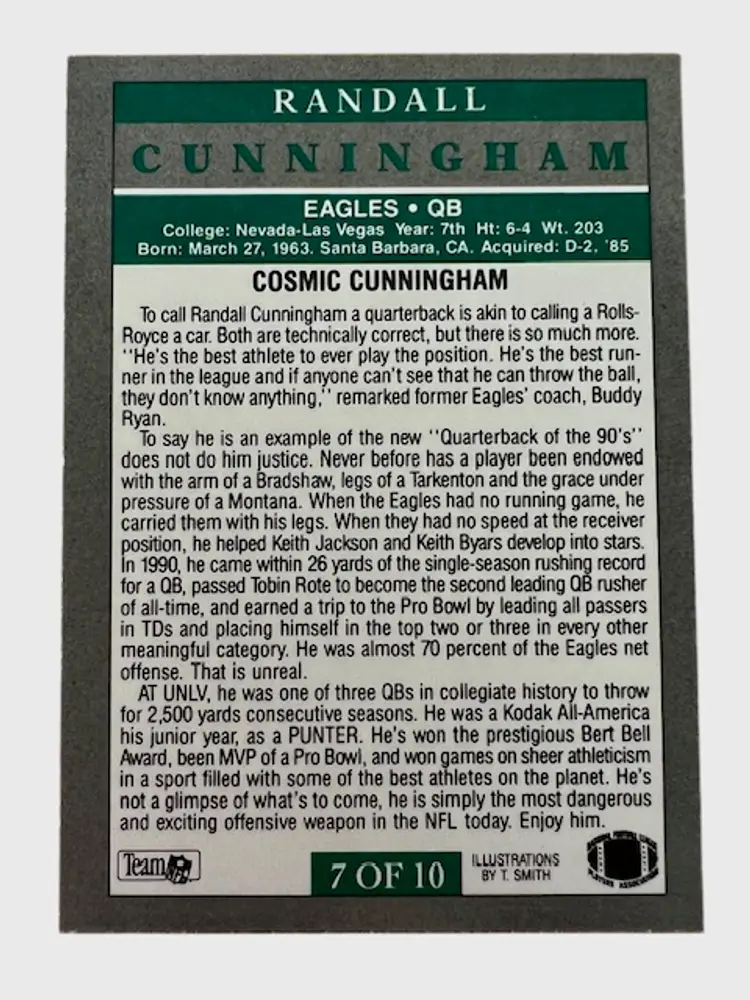 RANDALL
CUNNINGHAM
EAGLES • QB
College: Nevada-Las Vegas Year: 7th Ht: 6-4 Wt. 203
Born: March 27, 1963. Santa Barbara, CA. Acquired: D-2, '85
COSMIC CUNNINGHAM
To call Randall Cunningham a quarterback is akin to calling a Rolls-
Royce a car. Both are technically correct, but there is so much more.
''He's the best athlete to ever play the position. He's the best run-
ner in the league and if anyone can't see that he can throw the ball,
they don't know anything,'' remarked former Eagles' coach, Buddy
Ryan.
To say he is an example of the new ''Quarterback of the 90's''
does not do him justice. Never before has a player been endowed
with the arm of a Bradshaw, legs of a Tarkenton and the grace under
pressure of a Montana. When the Eagles had no running game, he
carried them with his legs. When they had no speed at the receiver
position, he helped Keith Jackson and Keith Byars develop into stars.
In 1990, he came within 26 yards of the single-season rushing record
for a QB, passed Tobin Rote to become the second leading QB rusher
of all-time, and earned a trip to the Pro Bowl by leading all passers
in TDs and placing himself in the top two or three in every other
meaningful category. He was almost 70 percent of the Eagles net
offense. That is unreal.
AT UNLV, he was one of three QBs in collegiate history to throw
for 2,500 yards consecutive seasons. He was a Kodak All-America
his junior year, as a PUNTER. He's won the prestigious Bert Bell
Award, been MVP of a Pro Bowl, and won games on sheer athleticism
in a sport filled with some of the best athletes on the planet. He's
not a glimpse of what's to come, he is simply the most dangerous
and exciting offensive weapon in the NFL today. Enjoy him.
Team NFL
7 OF 10
ILLUSTRATIONS
BY T. SMITH
NATIONAL FOOTBALL LEAGUE
PLAYERS ASSOCIATION